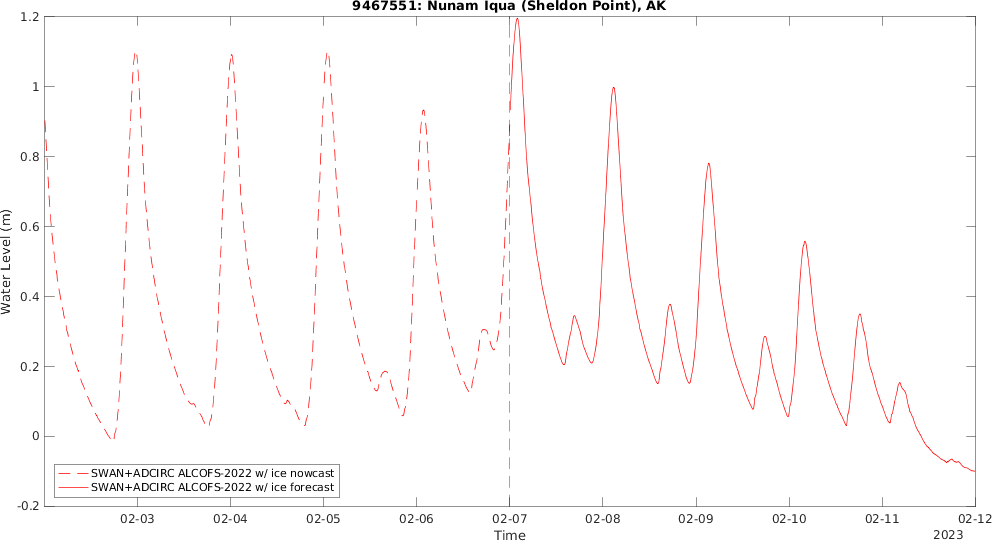 9467551: Nunam Iqua (Sheldon Point), AK
1.2
1
0.8
0.6
0.4
0.2
0
-0.2
Water Level (m)
SWAN+ADCIRC ALCOFS-2022 w/ ice nowcast
SWAN+ADCIRC ALCOFS-2022 w/ ice forecast
02-03 02-04 02-05 02-06 02-07 02-08 02-09 02-10 02-11 02-12
Time
2023